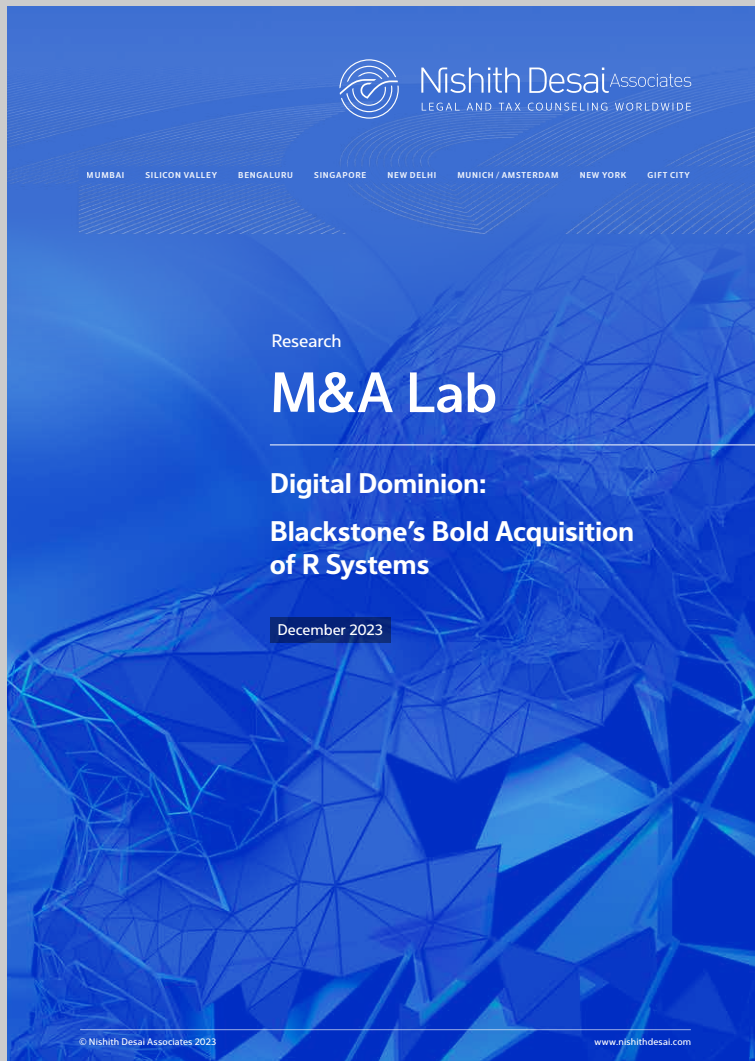 Nishith Desai Associates
LEGAL AND TAX COUNSELING WORLDWIDE
MUMBAI SILICON VALLEY BENGALURU SINGAPORE NEW DELHI MUNICH / AMSTERDAM NEW YORK GIFT CITY
Research
M&A Lab
Digital Dominion:
Blackstone’s Bold Acquisition
of R Systems
December 2023
© Nishith Desai Associates 2023 www.nishithdesai.com